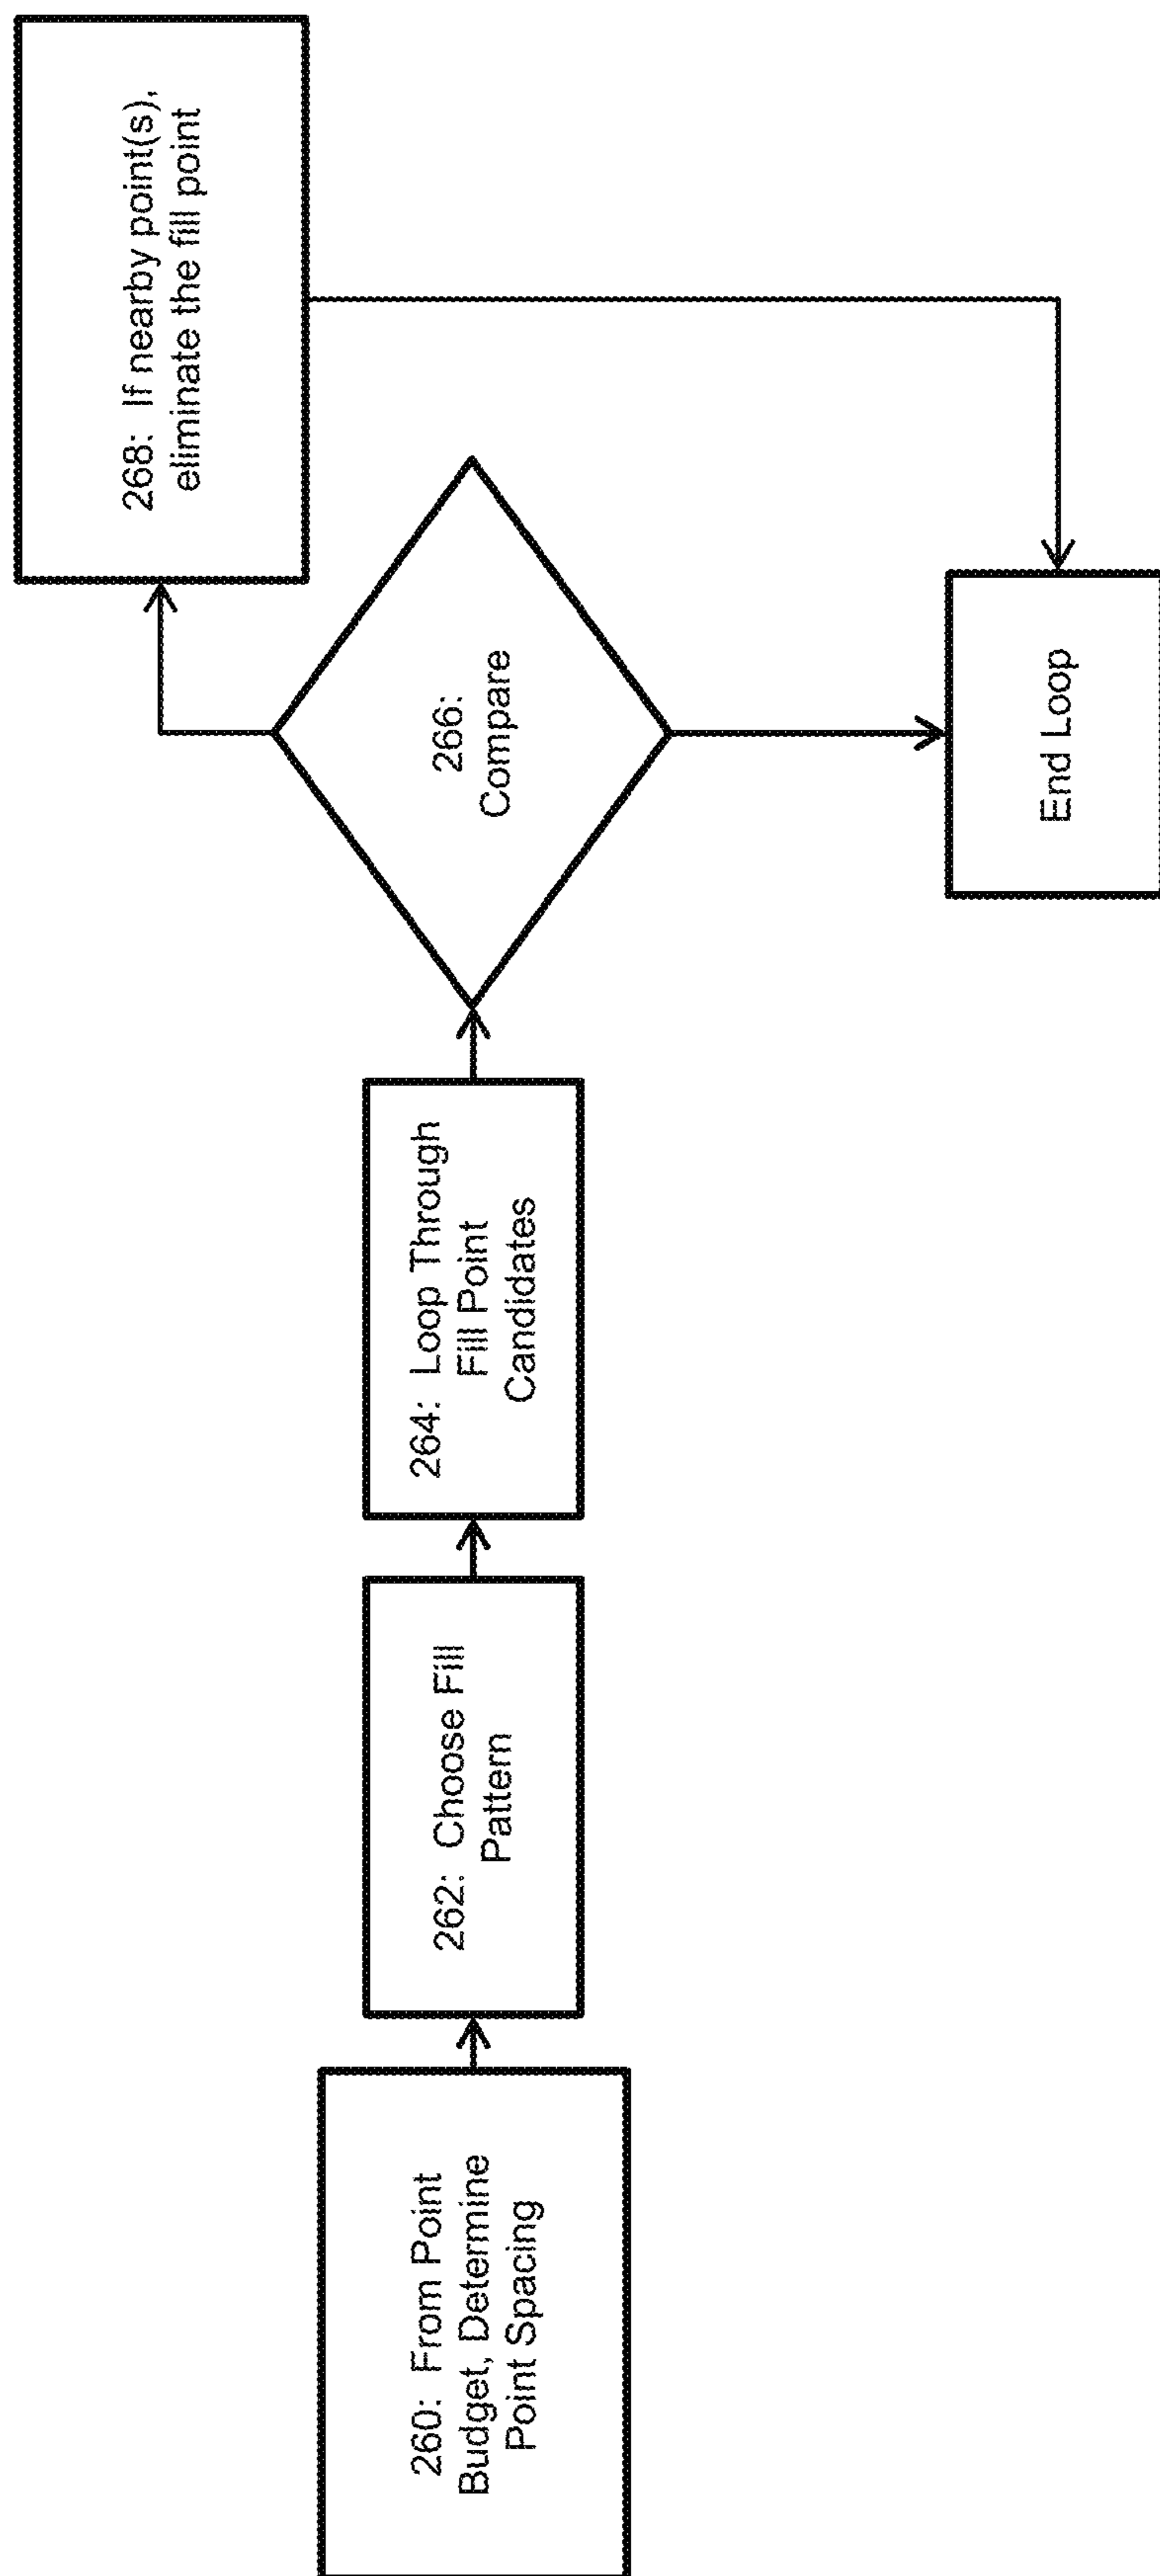 260: From Point
Budget, Determine
Point Spacing
262: Choose Fill
Pattern
264: Loop Through
Fill Point
Candidates
266:
Compare
268: If nearby point(s),
eliminate the fill point
End Loop